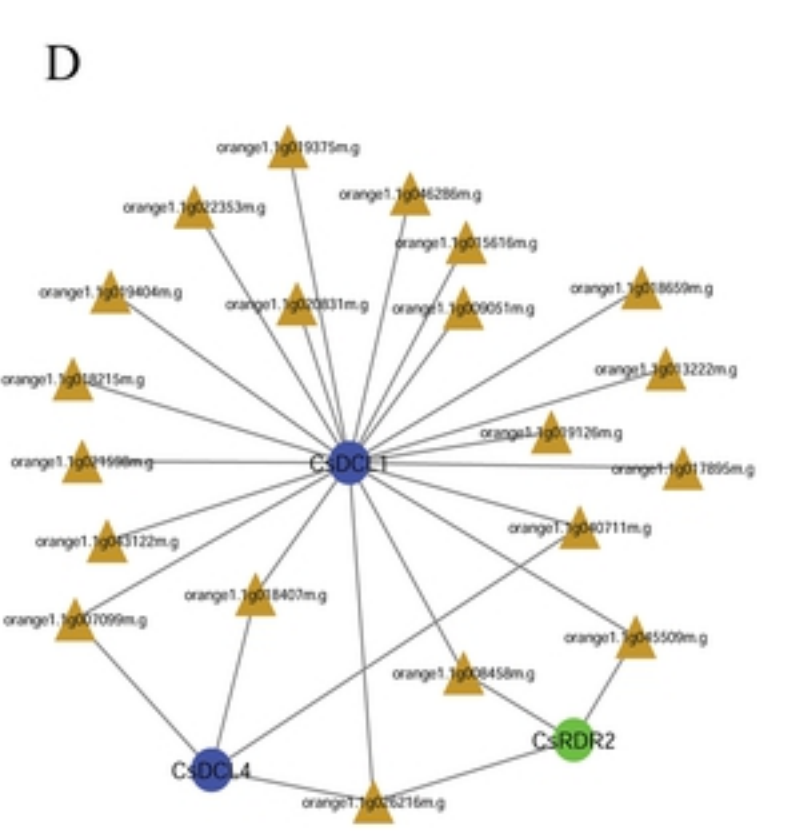 D
orange1.1g019375m.g
orange1.1g046286m.g
orange1.1g022353m.g
orange1.1g015616m.g
orange1.1g018659m.g
orange1.1g019404m.g
orange1.1g020831m.g
orange1.1g009051m.g
orange1.1g013222m.g
orange1.1g018215m.g
orange1.1g019126m.g
CsDCL1
orange1.1g017895m.g
orange1.1g040711m.g
orange1.1g043122m.g
orange1.1g018407m.g
orange1.1g007099m.g
orange1.1g045509m.g
orange1.1g008458m.g
CsRDR2
CsDCL4
orange1.1g026216m.g